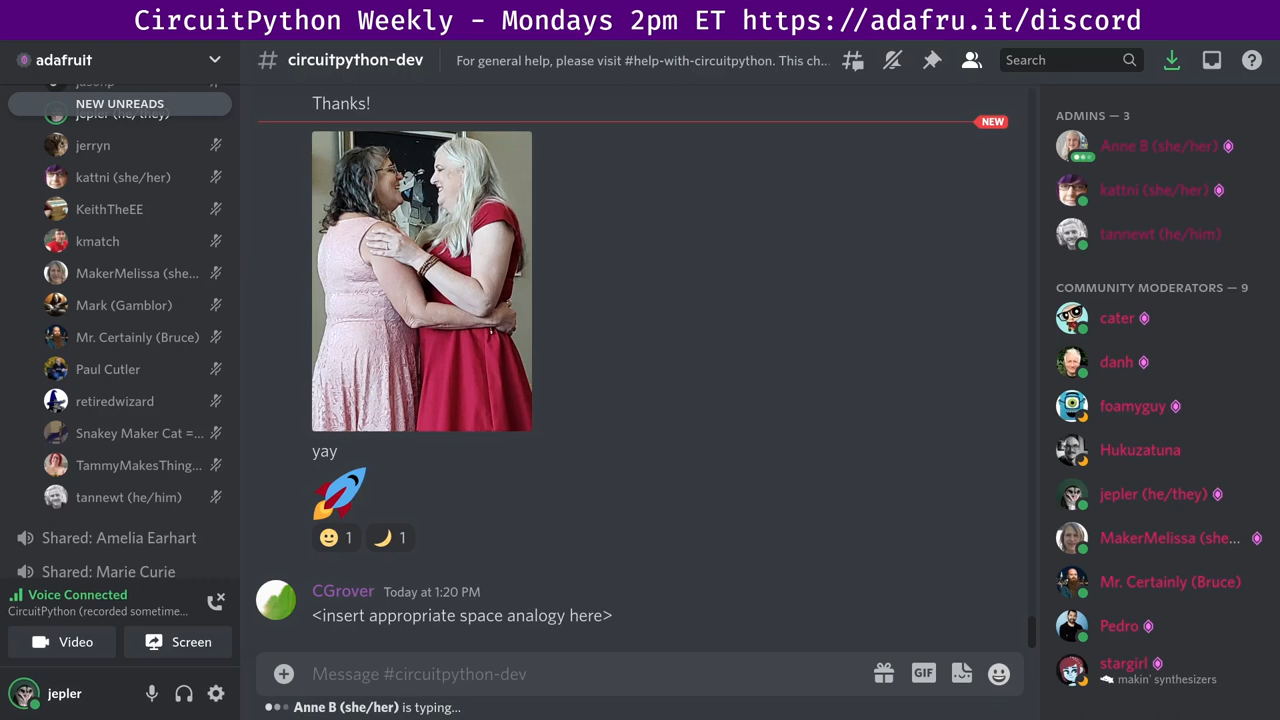 CircuitPython Weekly - Mondays 2pm ET https://adafru.it/discord
adafruit
# circuitpython-dev
For general help, please visit #help-with-circuitpython. This ch...
Search
NEW UNREADS
jepler (he/they)
jerryn
kattni (she/her)
KeithTheEE
kmatch
MakerMelissa (she...
Mark (Gamblor)
Mr. Certainly (Bruce)
Paul Cutler
retiredwizard
Snakey Maker Cat =...
TammyMakesThing...
tannewt (he/him)
Shared: Amelia Earhart
Shared: Marie Curie
Voice Connected
CircuitPython (recorded sometime...
Video
Screen
jepler
Thanks!
NEW
yay
1
1
CGrover Today at 1:20 PM
<insert appropriate space analogy here>
Message #circuitpython-dev
GIF
Anne B (she/her) is typing...
ADMINS — 3
Anne B (she/her)
kattni (she/her)
tannewt (he/him)
COMMUNITY MODERATORS — 9
cater
danh
foamyguy
Hukuzatuna
jepler (he/they)
MakerMelissa (she...
Mr. Certainly (Bruce)
Pedro
stargirl
makin' synthesizers